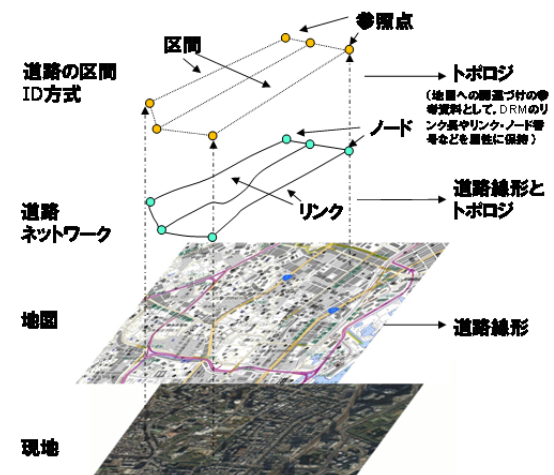 参照点
区間
道路の区間
ID方式
トポロジ
(地図への関連づけの参
考資料として、DRMのリ
ンク長やリンク・ノード番
号などを属性に保持)
ノード
リンク
道路線形と
トポロジ
道路
ネットワーク
地図
道路線形
現地